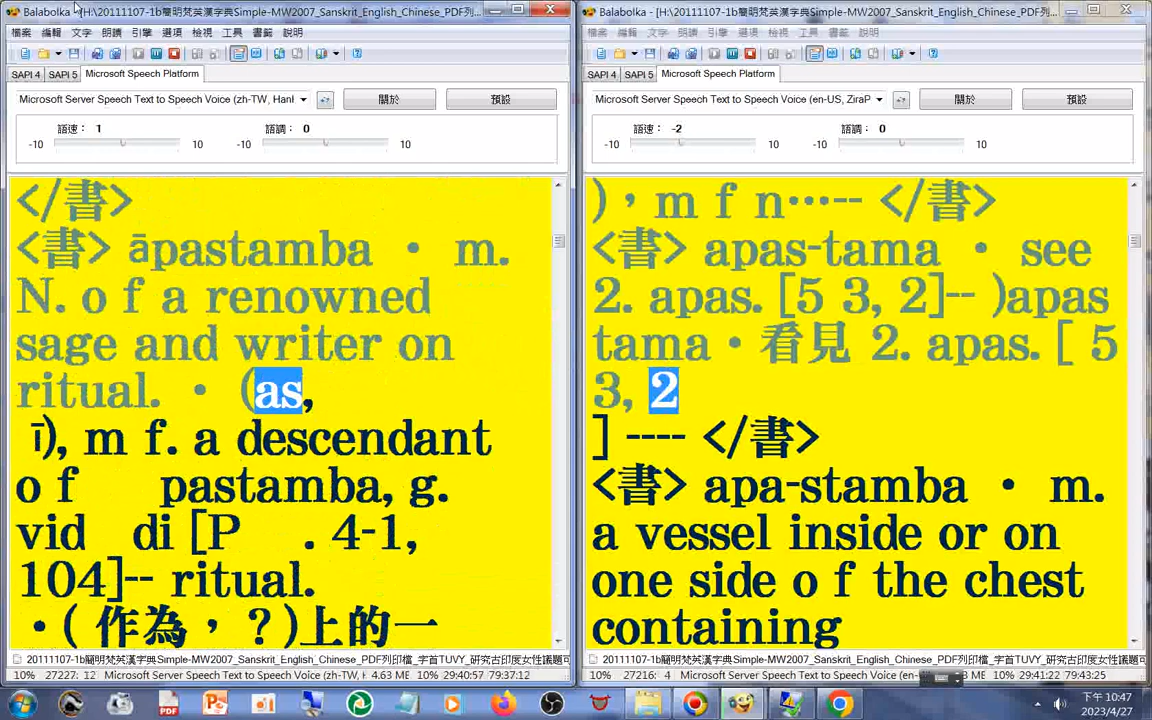 Balabolka - [H:\20111107-1b簡明梵英漢字典Simple-MW2007_Sanskrit_English_Chinese_PDF列印...
檔案 編輯 文字 朗讀 引擎 選項 檢視 工具 書籤 說明
SAPI 4 SAPI 5 Microsoft Speech Platform
Microsoft Server Speech Text to Speech Voice (zh-TW, Hanl 關於 預設
語速： 1 語調： 0
-10 10 -10 10
</書>
<書> āpastamba • m.
N. o f a renowned
sage and writer on
ritual. • (as,
ī), m f. a descendant
o f pastamba, g.
vid di [P . 4-1,
104]-- ritual.
•( 作為，？)上的一
20111107-1b簡明梵英漢字典Simple-MW2007_Sanskrit_English_Chinese_PDF列印檔_字首TUVY_研究古印度女性議題可
10% 27227: 12 Microsoft Server Speech Text to Speech Voice (zh-TW, H 4.63 ME 10% 29:40:57 79:37:12
Balabolka - [H:\20111107-1b簡明梵英漢字典Simple-MW2007_Sanskrit_English_Chinese_PDF列印...
檔案 編輯 文字 朗讀 引擎 選項 檢視 工具 書籤 說明
SAPI 4 SAPI 5 Microsoft Speech Platform
Microsoft Server Speech Text to Speech Voice (en-US, ZiraP 關於 預設
語速： -2 語調： 0
-10 10 -10 10
)，m f n…-- </書>
<書> apas-tama • see
2. apas. [5 3, 2]-- )apas
tama • 看見 2. apas. [ 5
3, 2
] ---- </書>
<書> apa-stamba • m.
a vessel inside or on
one side o f the chest
containing
20111107-1b簡明梵英漢字典Simple-MW2007_Sanskrit_English_Chinese_PDF列印檔_字首TUVY_研究古印度女性議題可
10% 27216: 4 Microsoft Server Speech Text to Speech Voice (en-US, Z ME 10% 29:41:22 79:43:25
下午 10:47
2023/4/27